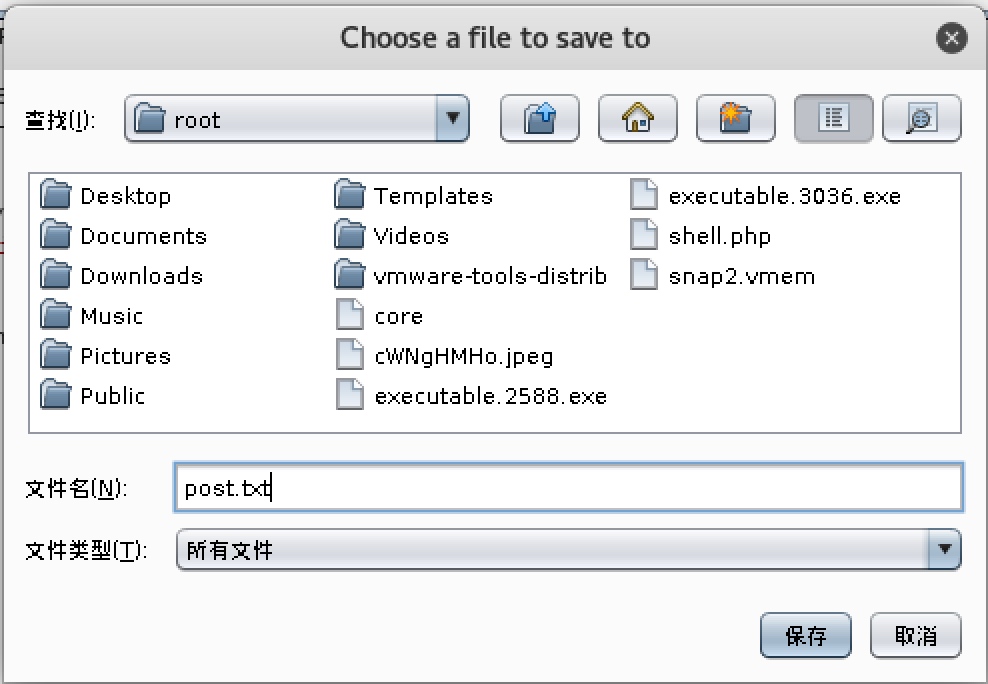 Choose a file to save to
查找(I):
root
Desktop
Documents
Downloads
Music
Pictures
Public
Templates
Videos
vmware-tools-distrib
core
cWNgHMHo.jpeg
executable.2588.exe
executable.3036.exe
shell.php
snap2.vmem
文件名(N):
post.txt
文件类型(T):
所有文件
保存
取消